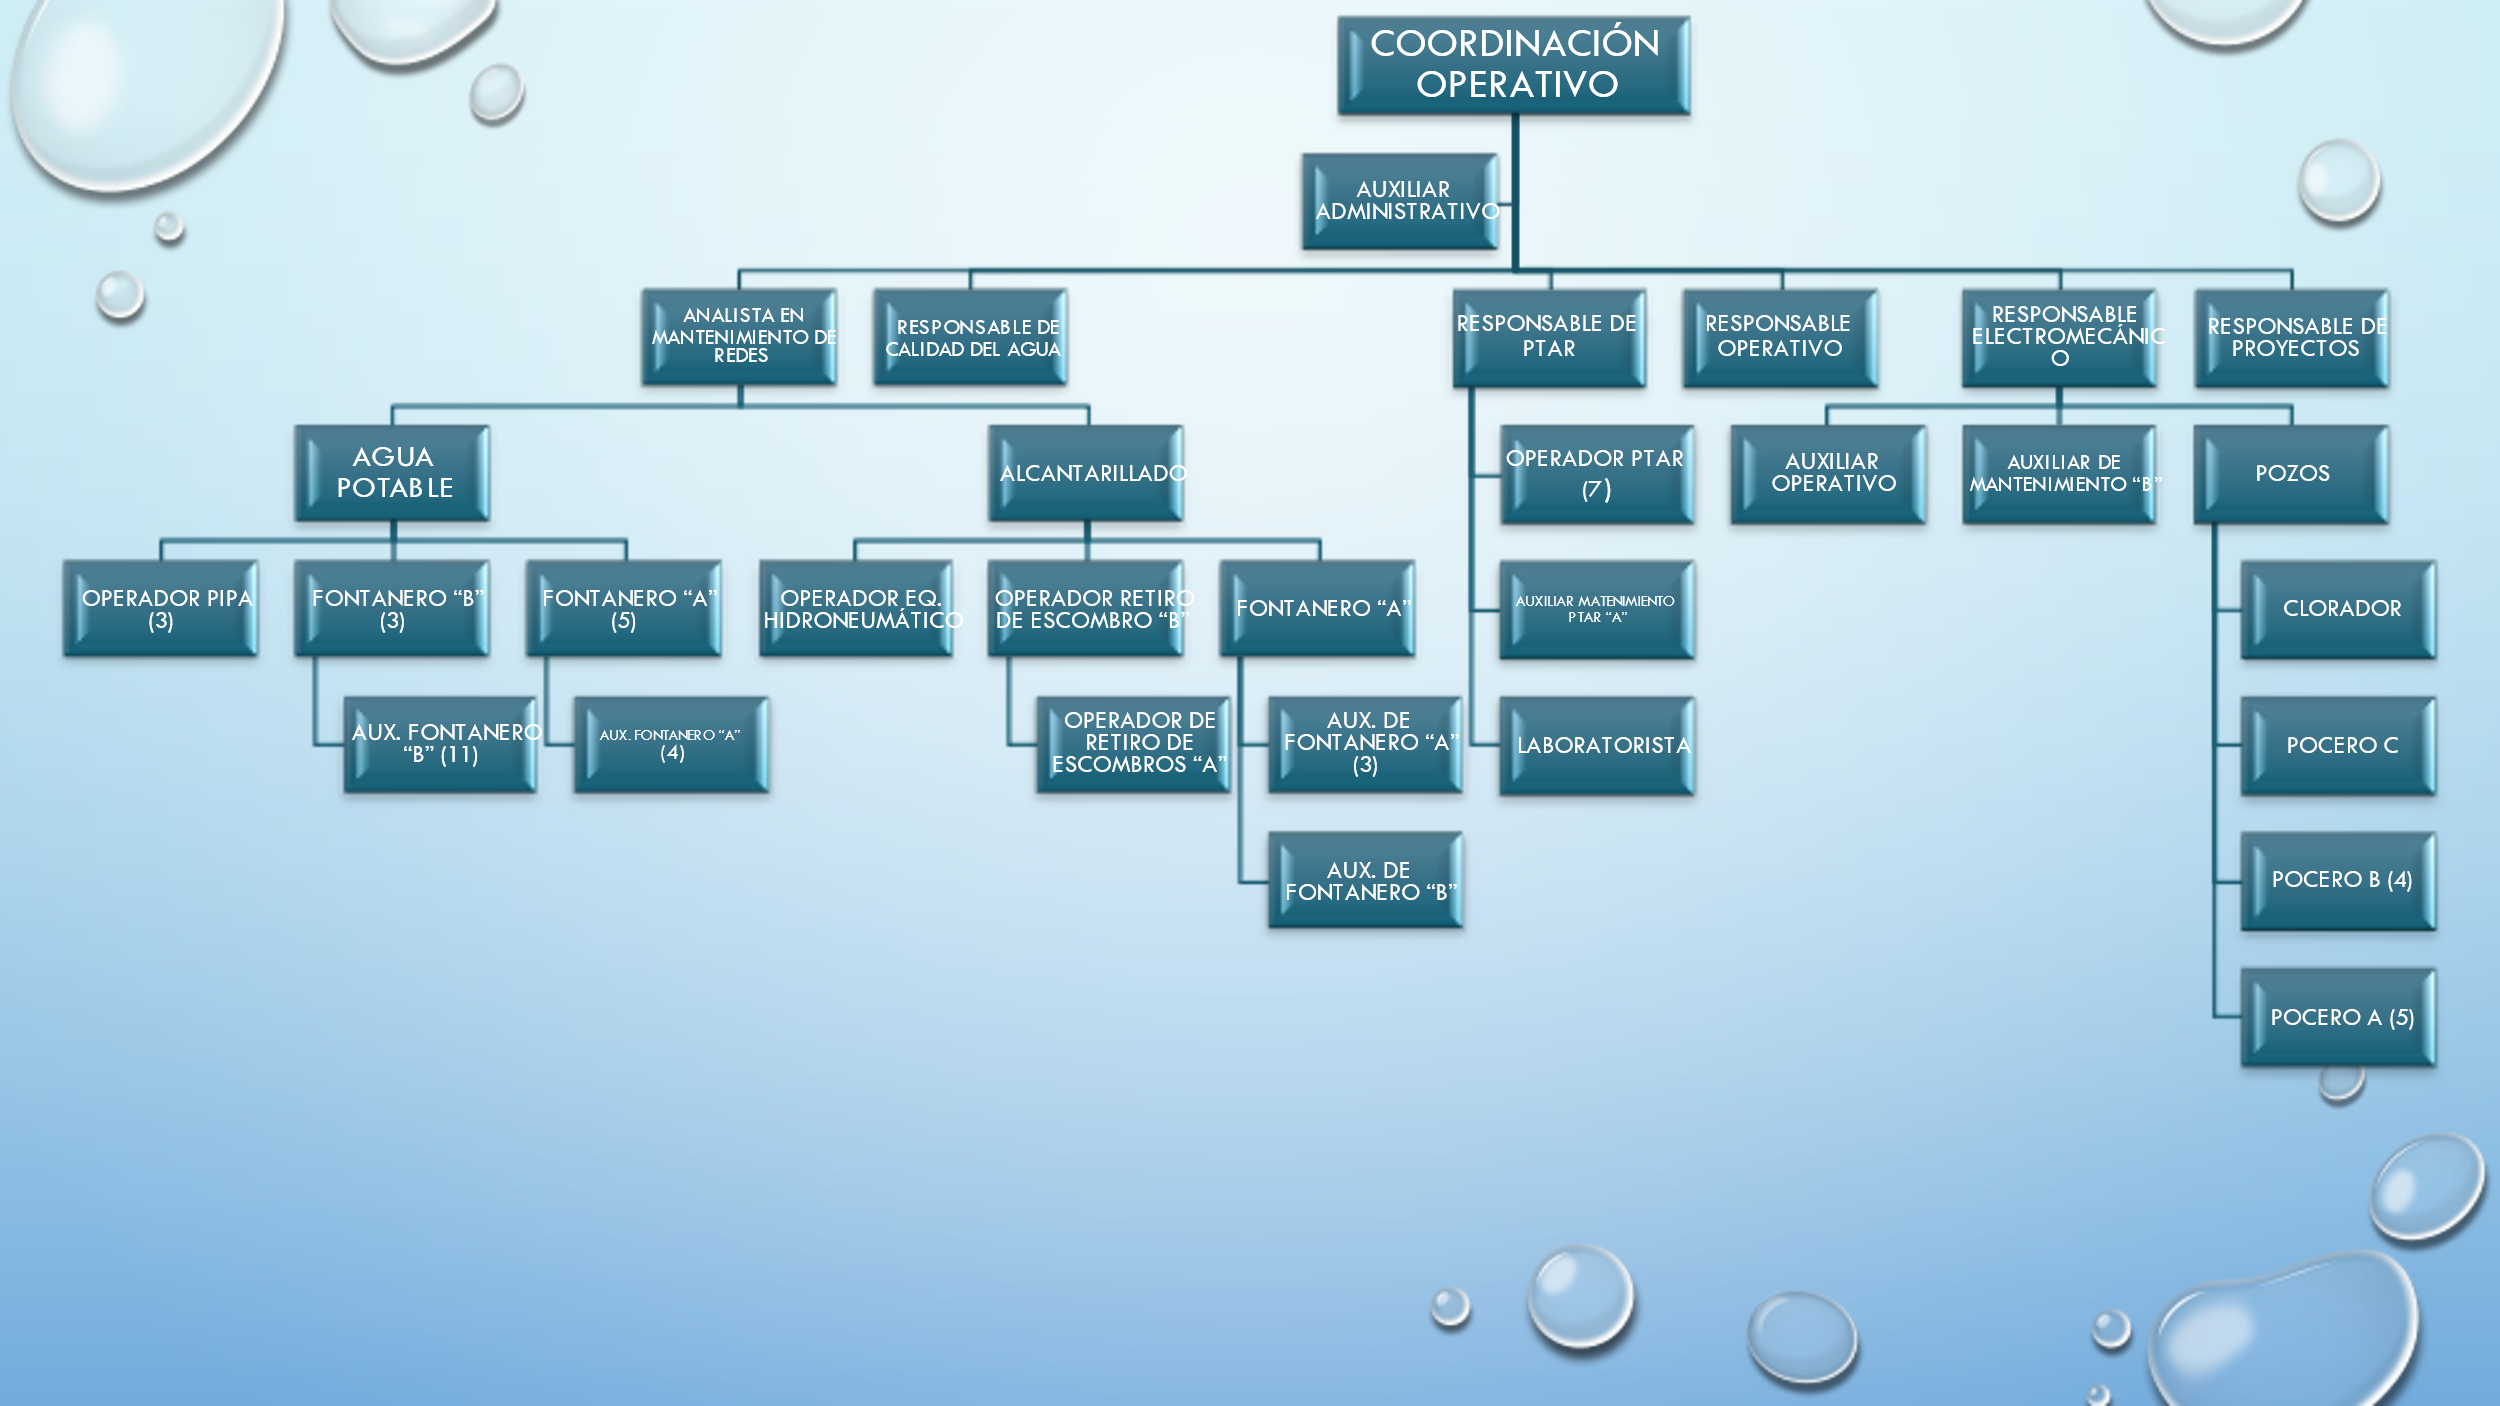 COORDINACIÓN
OPERATIVO
AUXILIAR
ADMINISTRATIVO
ANALISTA EN
MANTENIMIENTO DE
REDES
RESPONSABLE DE
CALIDAD DEL AGUA
RESPONSABLE DE
PTAR
RESPONSABLE
OPERATIVO
RESPONSABLE
ELECTROMECÁNIC
O
RESPONSABLE DE
PROYECTOS
AGUA
POTABLE
ALCANTARILLADO
OPERADOR PTAR
(7)
AUXILIAR
OPERATIVO
AUXILIAR DE
MANTENIMIENTO “B”
POZOS
OPERADOR PIPA
(3)
FONTANERO “B”
(3)
FONTANERO “A”
(5)
OPERADOR EQ.
HIDRONEUMÁTICO
OPERADOR RETIRO
DE ESCOMBRO “B”
FONTANERO “A”
AUXILIAR MATENIMIENTO
PTAR “A”
CLORADOR
AUX. FONTANERO
“B” (11)
AUX. FONTANERO “A”
(4)
OPERADOR DE
RETIRO DE
ESCOMBROS “A”
AUX. DE
FONTANERO “A”
(3)
LABORATORISTA
POCERO C
AUX. DE
FONTANERO “B”
POCERO B (4)
POCERO A (5)